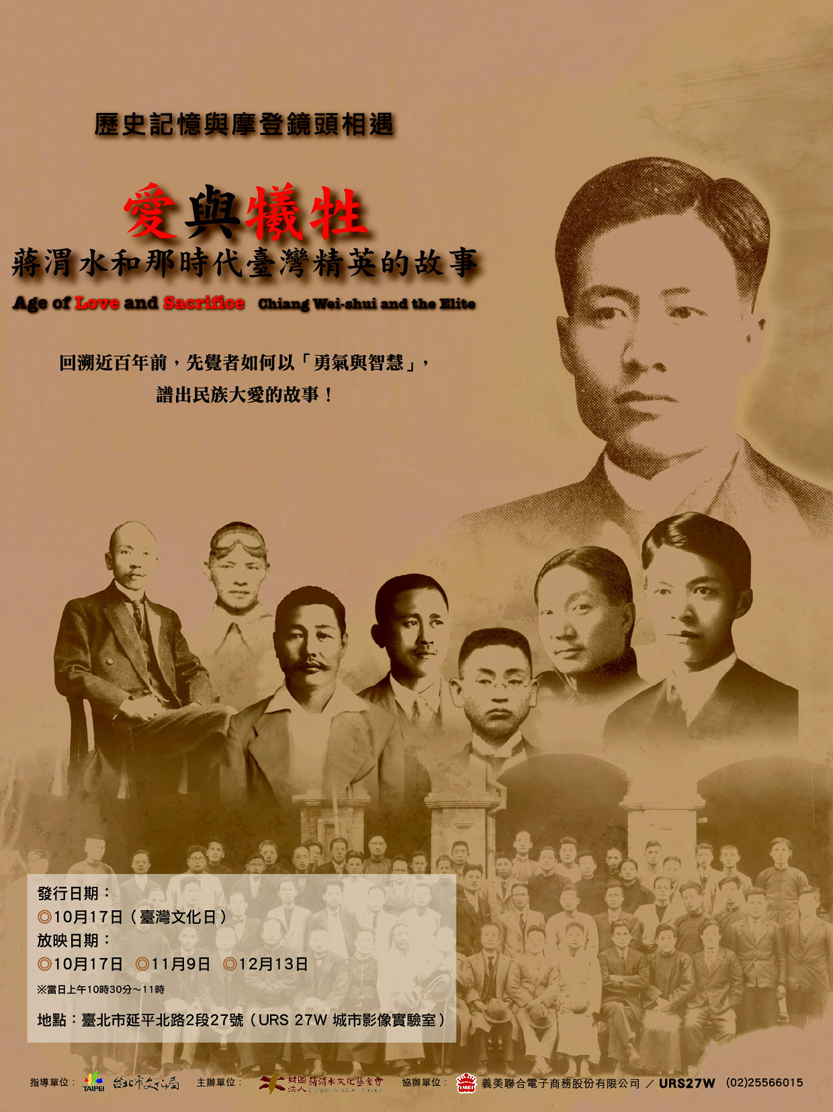 歷史記憶與摩登鏡頭相遇
愛與犧牲
蔣渭水和那時代臺灣精英的故事
Age of Love and Sacrifice Chiang Wei-shui and the Elite
回溯近百年前，先覺者如何以「勇氣與智慧」，
譜出民族大愛的故事！
發行日期：
◎10月17日（臺灣文化日）
放映日期：
◎10月17日 ◎11月9日 ◎12月13日
※當日上午10時30分～11時
地點：臺北市延平北路2段27號（URS 27W 城市影像實驗室）
指導單位： TAIPEI 台北市文化局 主辦單位： 財團法人 蔣渭水文化基金會 協辦單位： 義美聯合電子商務股份有限公司 ／ URS27W (02)25566015